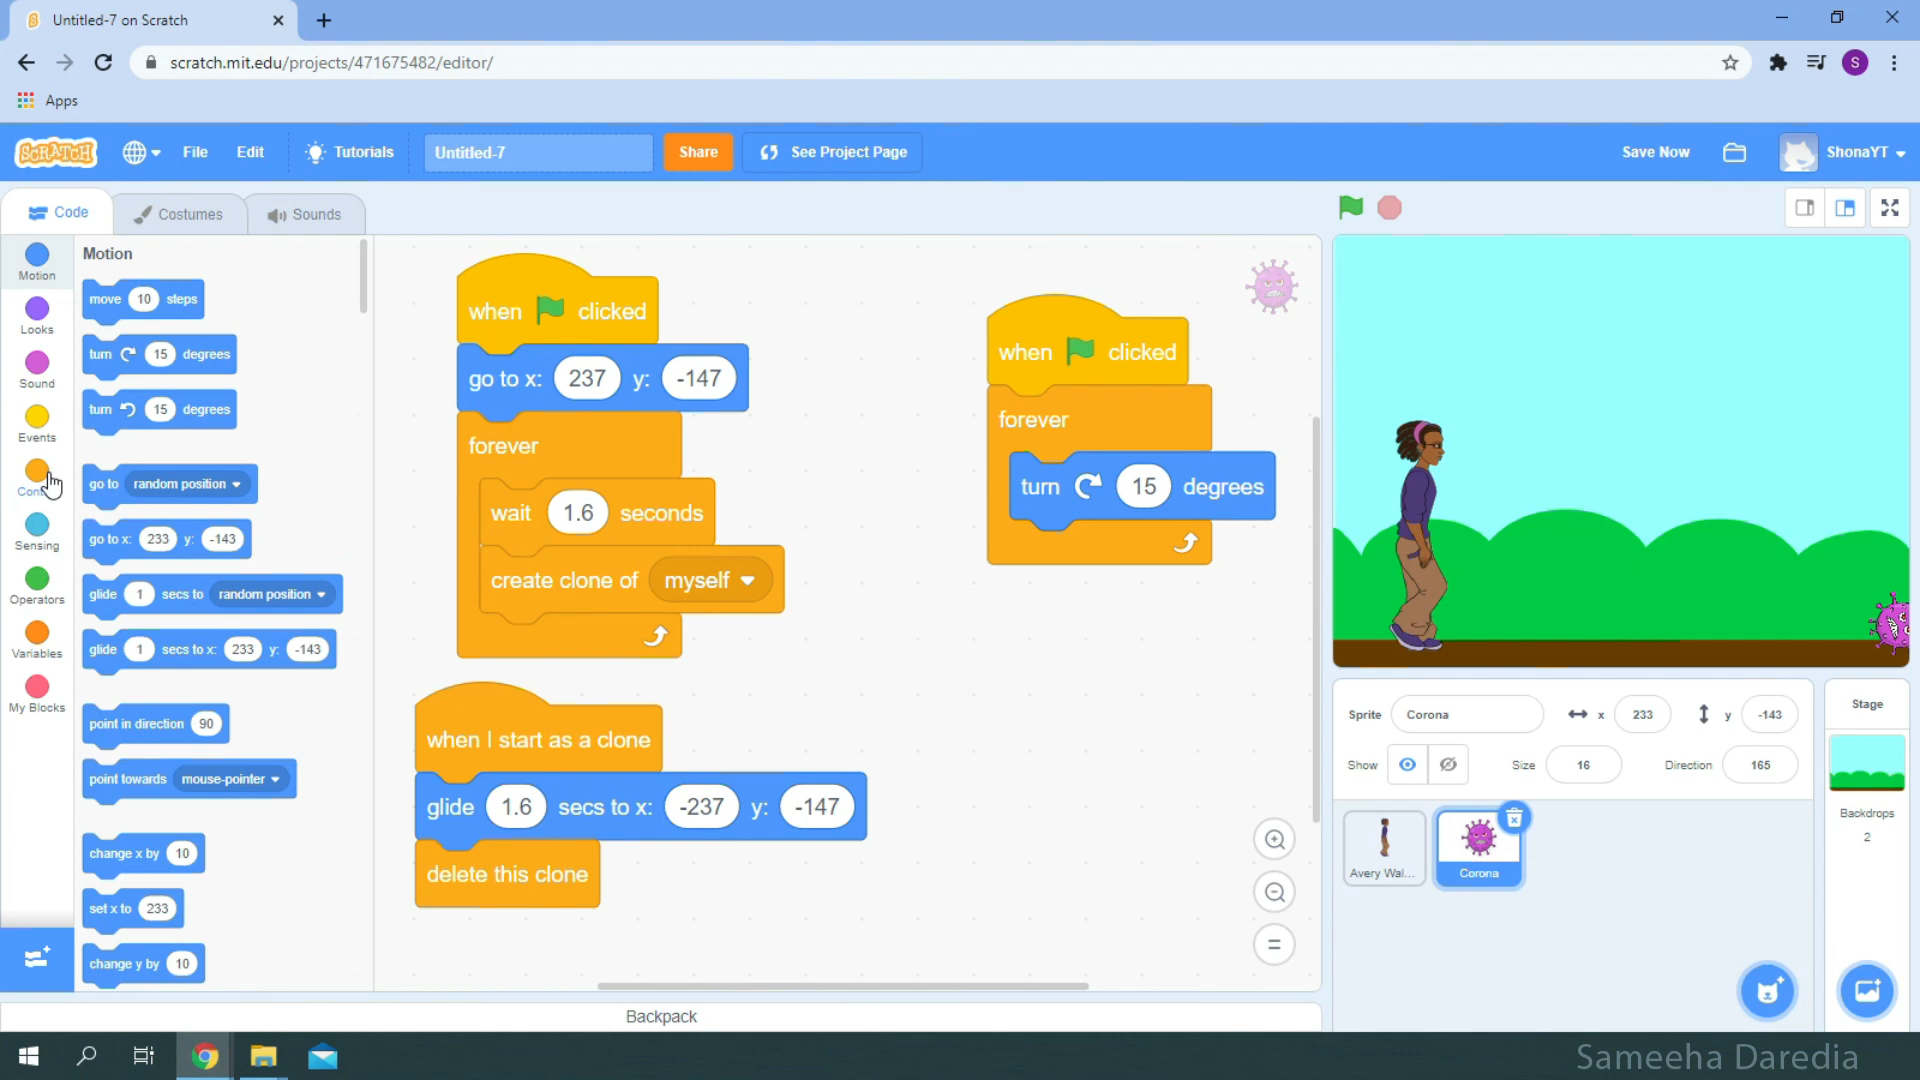 Untitled-7 on Scratch
scratch.mit.edu/projects/471675482/editor/
S
Apps
SCRATCH
File
Edit
Tutorials
Untitled-7
Share
See Project Page
Save Now
ShonaYT
Code
Costumes
Sounds
Motion
Looks
Sound
Events
Sensing
Operators
Variables
My Blocks
Motion
move 10 steps
turn 15 degrees
turn 15 degrees
go to random position
go to x: 233 y: -143
glide 1 secs to random position
glide 1 secs to x: 233 y: -143
point in direction 90
point towards mouse-pointer
change x by 10
set x to 233
change y by 10
when clicked
go to x: 237 y: -147
forever
wait 1.6 seconds
create clone of myself
when I start as a clone
glide 1.6 secs to x: -237 y: -147
delete this clone
when clicked
forever
turn 15 degrees
Backpack
Sprite Corona x 233 y -143
Show Size 16 Direction 165
Avery Wal...
Corona
Stage
Backdrops
2
Sameeha Daredia